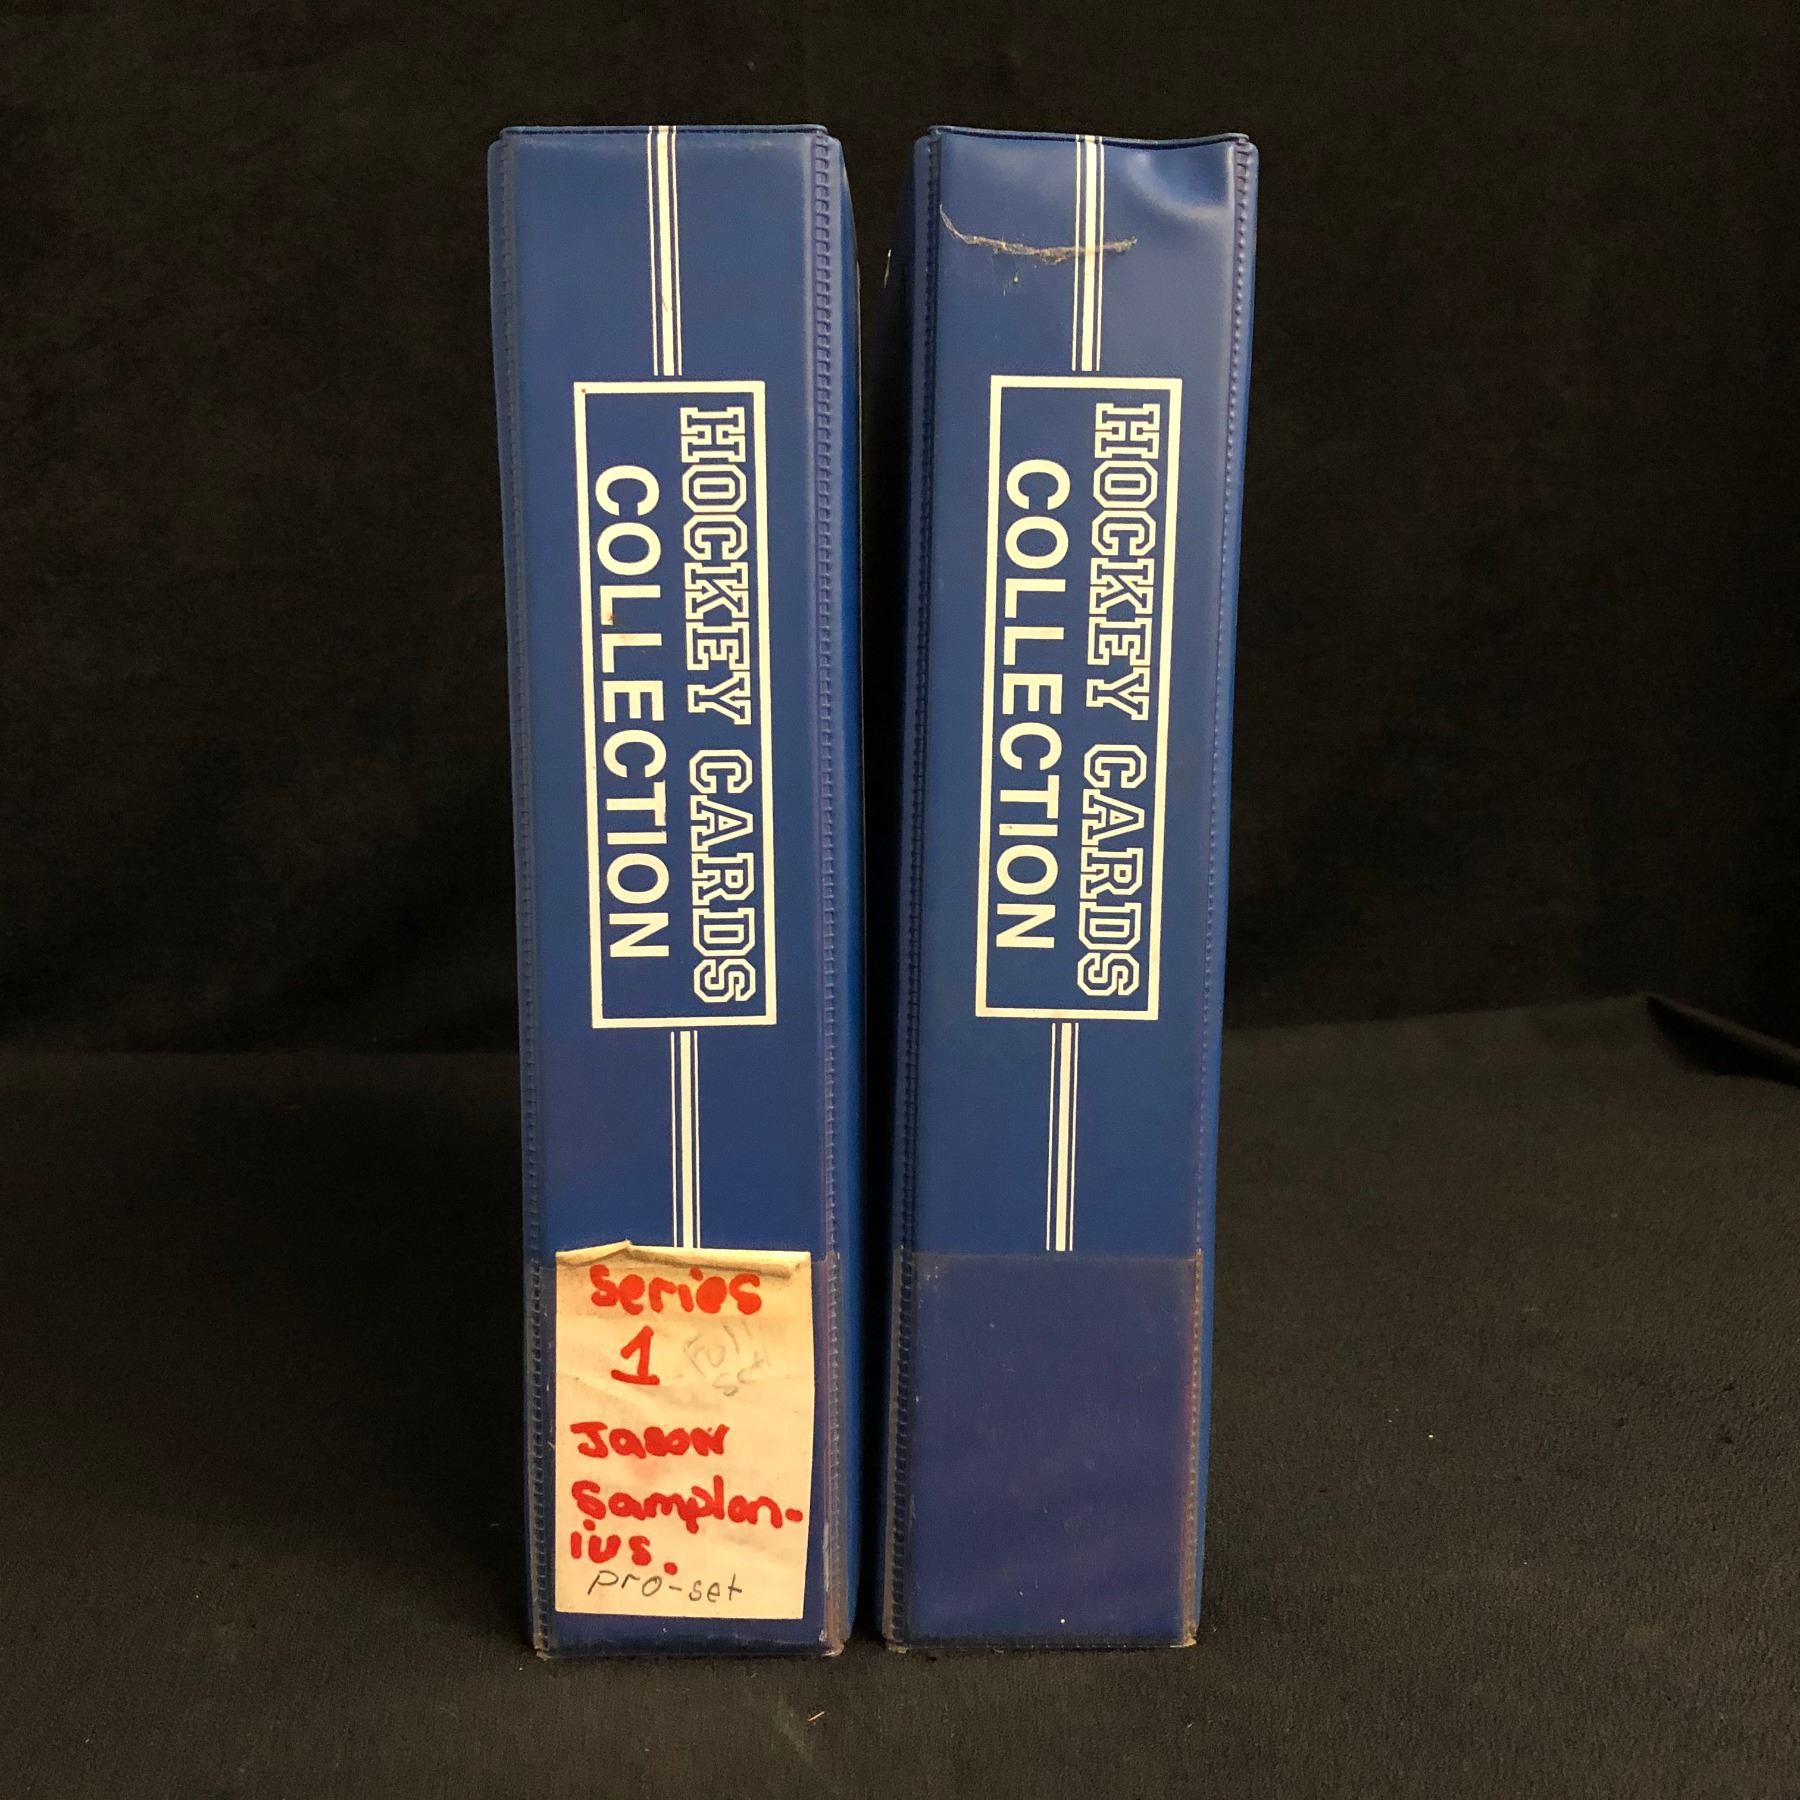 HOCKEY CARDS
COLLECTION
series
1 Full
set
Jason
Samplon-
ius.
pro-set
HOCKEY CARDS
COLLECTION